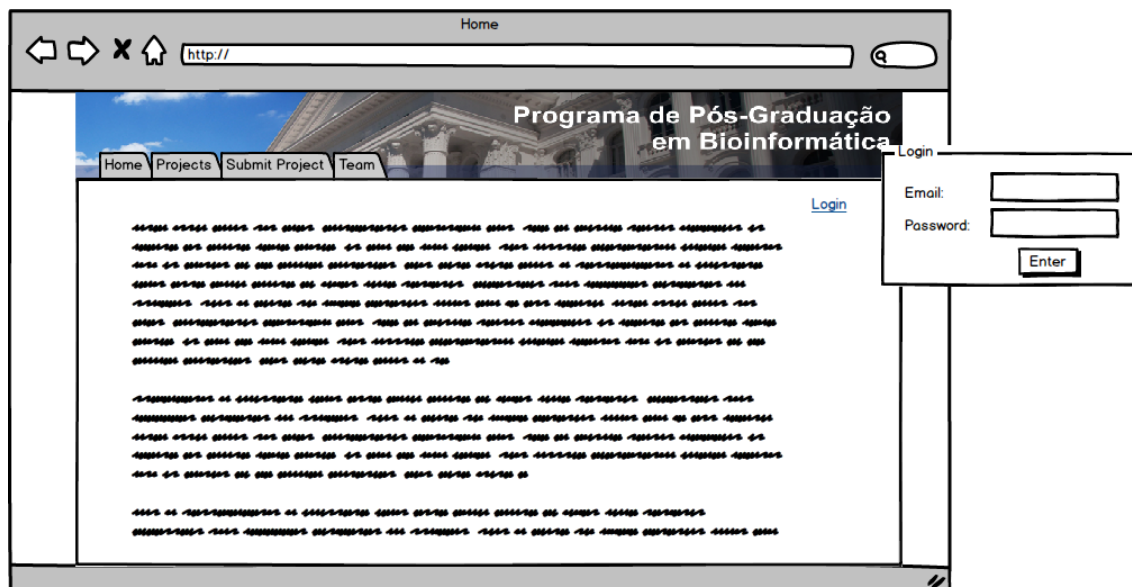 Home
http://
Programa de Pós-Graduação
em Bioinformática
Home Projects Submit Project Team
Login
Login
Email:
Password:
Enter